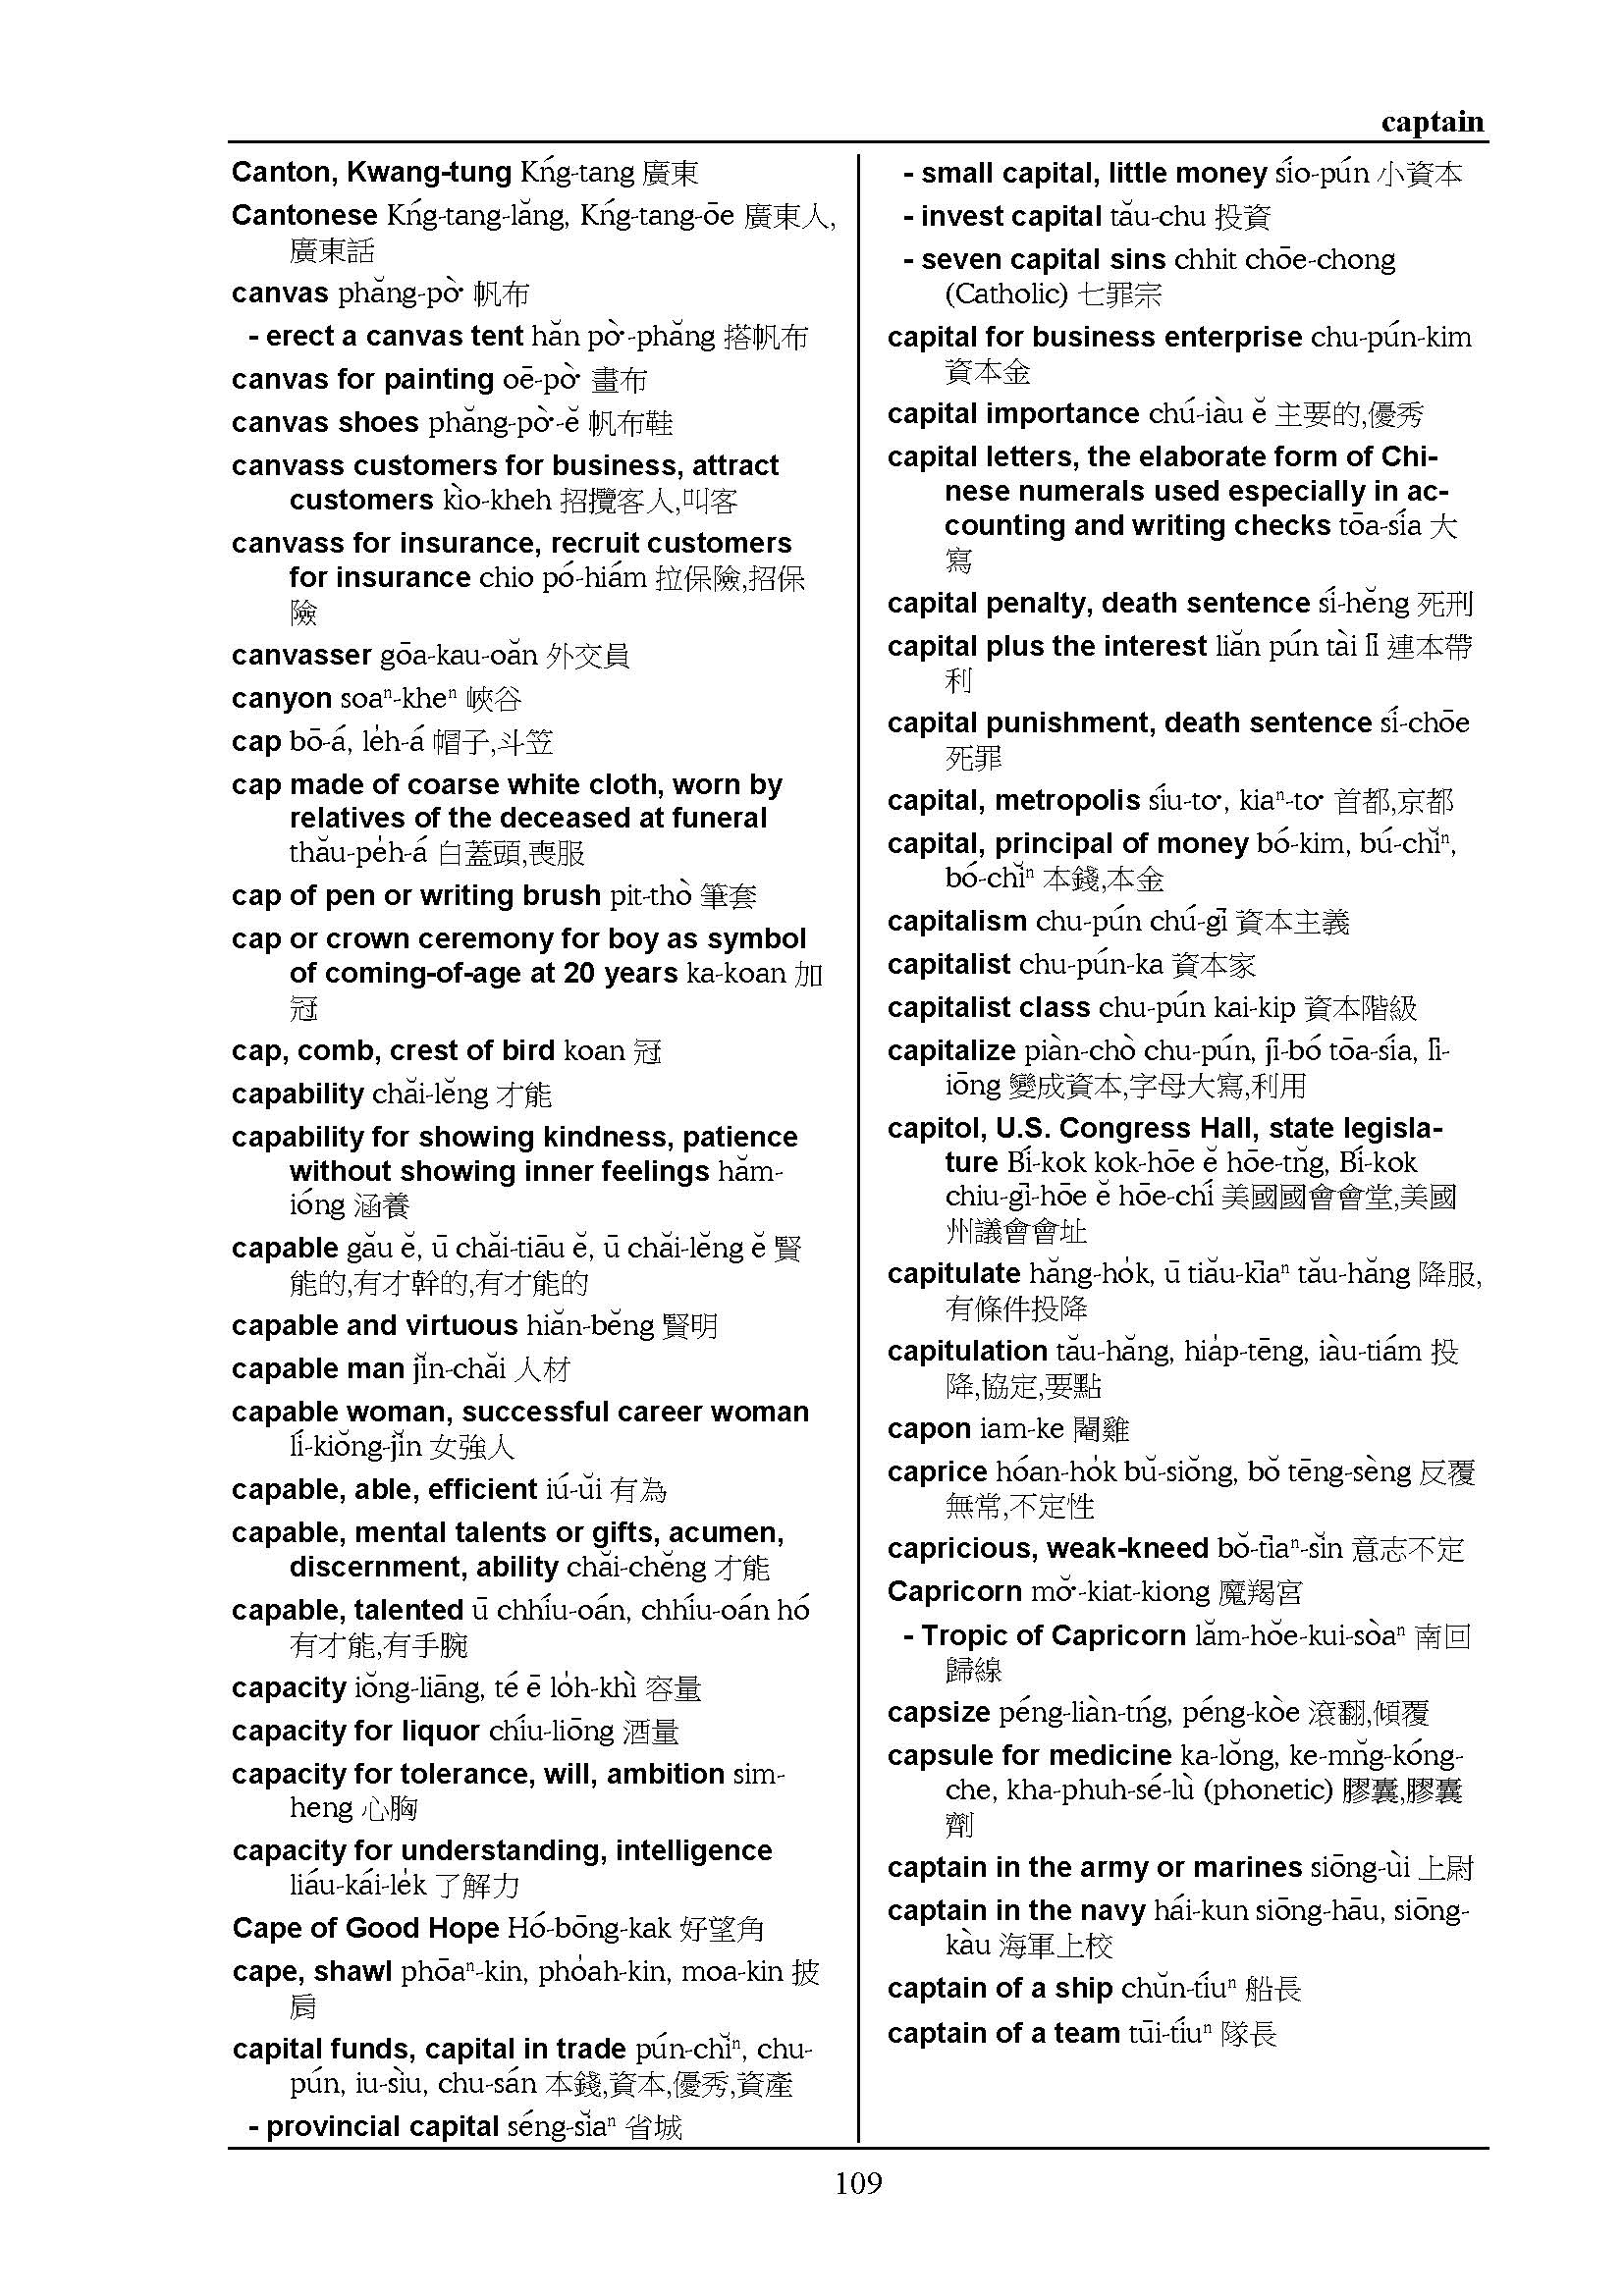 captain
Canton, Kwang-tung Kńg-tang 廣東
Cantonese Kńg-tang-lăng, Kńg-tang-ōe 廣東人,
廣東話
canvas phăng-pò͘ 帆布
- erect a canvas tent hăn pò͘-phăng 搭帆布
canvas for painting oē-pò͘ 畫布
canvas shoes phăng-pò͘-ĕ 帆布鞋
canvass customers for business, attract
customers kìo-kheh 招攬客人,叫客
canvass for insurance, recruit customers
for insurance chio pó-hiám 拉保險,招保
險
canvasser gōa-kau-oăn 外交員
canyon soaⁿ-kheⁿ 峽谷
cap bō-á, le̍h-á 帽子,斗笠
cap made of coarse white cloth, worn by
relatives of the deceased at funeral
thău-pe̍h-á 白蓋頭,喪服
cap of pen or writing brush pit-thò 筆套
cap or crown ceremony for boy as symbol
of coming-of-age at 20 years ka-koan 加
冠
cap, comb, crest of bird koan 冠
capability chăi-lĕng 才能
capability for showing kindness, patience
without showing inner feelings hăm-
ióng 涵養
capable gău ĕ, ū chăi-tiāu ĕ, ū chăi-lĕng ĕ 賢
能的,有才幹的,有才能的
capable and virtuous hiăn-bĕng 賢明
capable man jĭn-chăi 人材
capable woman, successful career woman
lí-kiŏng-jĭn 女強人
capable, able, efficient iú-ŭi 有為
capable, mental talents or gifts, acumen,
discernment, ability chăi-chĕng 才能
capable, talented ū chhíu-oán, chhíu-oán hó
有才能,有手腕
capacity iŏng-liāng, té ē lo̍h-khì 容量
capacity for liquor chíu-liōng 酒量
capacity for tolerance, will, ambition sim-
heng 心胸
capacity for understanding, intelligence
liáu-kái-le̍k 了解力
Cape of Good Hope Hó-bōng-kak 好望角
cape, shawl phōaⁿ-kin, pho̍ah-kin, moa-kin 披
肩
capital funds, capital in trade pún-chĭⁿ, chu-
pún, iu-sìu, chu-sán 本錢,資本,優秀,資產
- provincial capital séng-sĭaⁿ 省城
- small capital, little money sío-pún 小資本
- invest capital tău-chu 投資
- seven capital sins chhit chōe-chong
(Catholic) 七罪宗
capital for business enterprise chu-pún-kim
資本金
capital importance chú-iàu ĕ 主要的,優秀
capital letters, the elaborate form of Chi-
nese numerals used especially in ac-
counting and writing checks tōa-sía 大
寫
capital penalty, death sentence sí-hĕng 死刑
capital plus the interest liăn pún tài lī 連本帶
利
capital punishment, death sentence sí-chōe
死罪
capital, metropolis síu-to͘, kiaⁿ-to͘ 首都,京都
capital, principal of money bó-kim, bú-chĭⁿ,
bó-chĭⁿ 本錢,本金
capitalism chu-pún chú-gī 資本主義
capitalist chu-pún-ka 資本家
capitalist class chu-pún kai-kip 資本階級
capitalize piàn-chò chu-pún, jī-bó tōa-sía, lī-
iōng 變成資本,字母大寫,利用
capitol, U.S. Congress Hall, state legisla-
ture Bí-kok kok-hōe ĕ hōe-tn̆g, Bí-kok
chiu-gī-hōe ĕ hōe-chí 美國國會會堂,美國
州議會會址
capitulate hăng-ho̍k, ū tiău-kīaⁿ tău-hăng 降服,
有條件投降
capitulation tău-hăng, hia̍p-tēng, iàu-tiám 投
降,協定,要點
capon iam-ke 閹雞
caprice hóan-ho̍k bŭ-siŏng, bŏ tēng-sèng 反覆
無常,不定性
capricious, weak-kneed bŏ-tīaⁿ-sĭn 意志不定
Capricorn mŏ͘-kiat-kiong 魔羯宮
- Tropic of Capricorn lăm-hŏe-kui-sòaⁿ 南回
歸線
capsize péng-liàn-tńg, péng-kòe 滾翻,傾覆
capsule for medicine ka-lŏng, ke-mn̆g-kóng-
che, kha-phuh-sé-lù (phonetic) 膠囊,膠囊
劑
captain in the army or marines siōng-ùi 上尉
captain in the navy hái-kun siōng-hāu, siōng-
kàu 海軍上校
captain of a ship chŭn-tíuⁿ 船長
captain of a team tūi-tíuⁿ 隊長
109